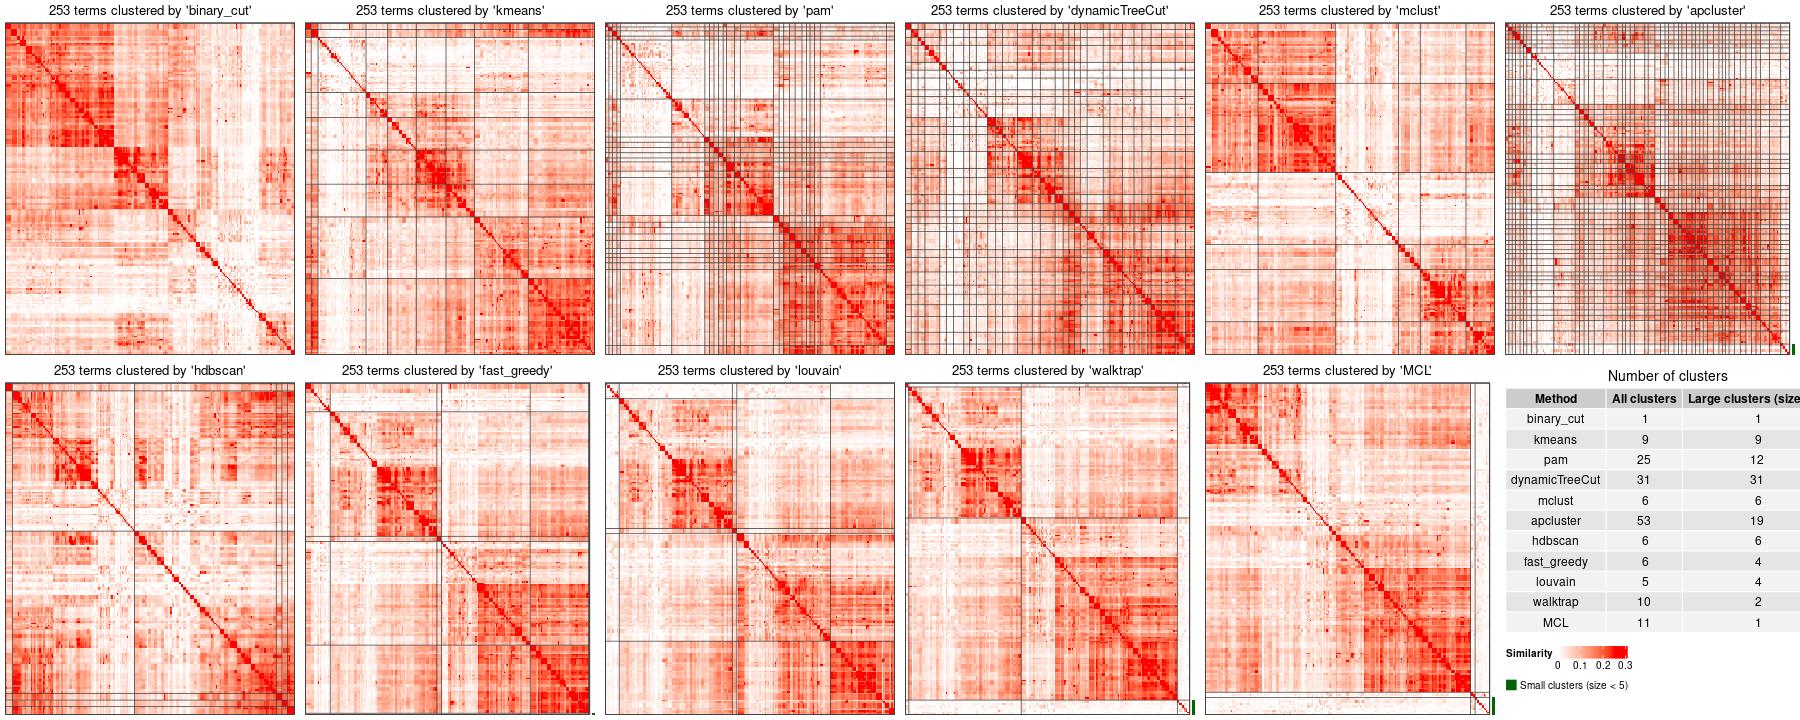 253 terms clustered by 'binary_cut'
253 terms clustered by 'kmeans'
253 terms clustered by 'pam'
253 terms clustered by 'dynamicTreeCut'
253 terms clustered by 'mclust'
253 terms clustered by 'apcluster'
253 terms clustered by 'hdbscan'
253 terms clustered by 'fast_greedy'
253 terms clustered by 'louvain'
253 terms clustered by 'walktrap'
253 terms clustered by 'MCL'
Number of clusters
Method All clusters Large clusters (size
binary_cut 1 1
kmeans 9 9
pam 25 12
dynamicTreeCut 31 31
mclust 6 6
apcluster 53 19
hdbscan 6 6
fast_greedy 6 4
louvain 5 4
walktrap 10 2
MCL 11 1
Similarity
0 0.1 0.2 0.3
Small clusters (size < 5)